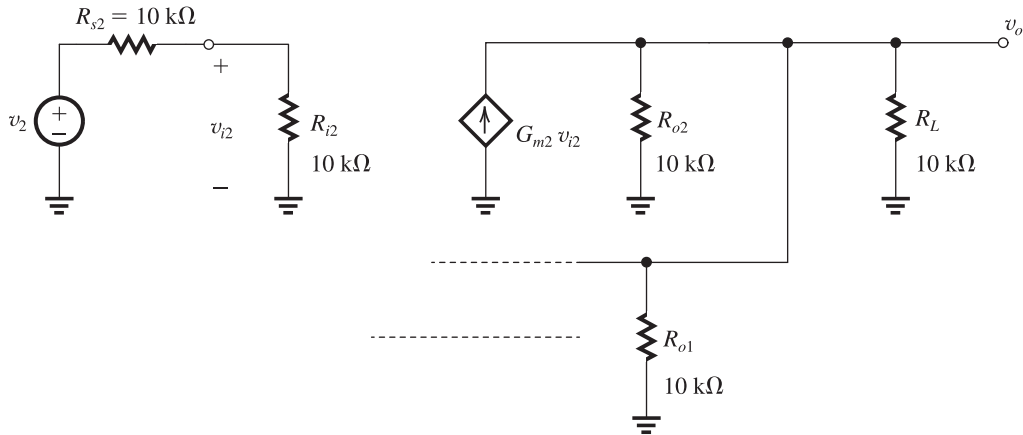 R_{s2} = 10 kΩ
v_o
+
v_2
+
−
v_{i2}
−
R_{i2}
10 kΩ
G_{m2} v_{i2}
R_{o2}
10 kΩ
R_L
10 kΩ
R_{o1}
10 kΩ